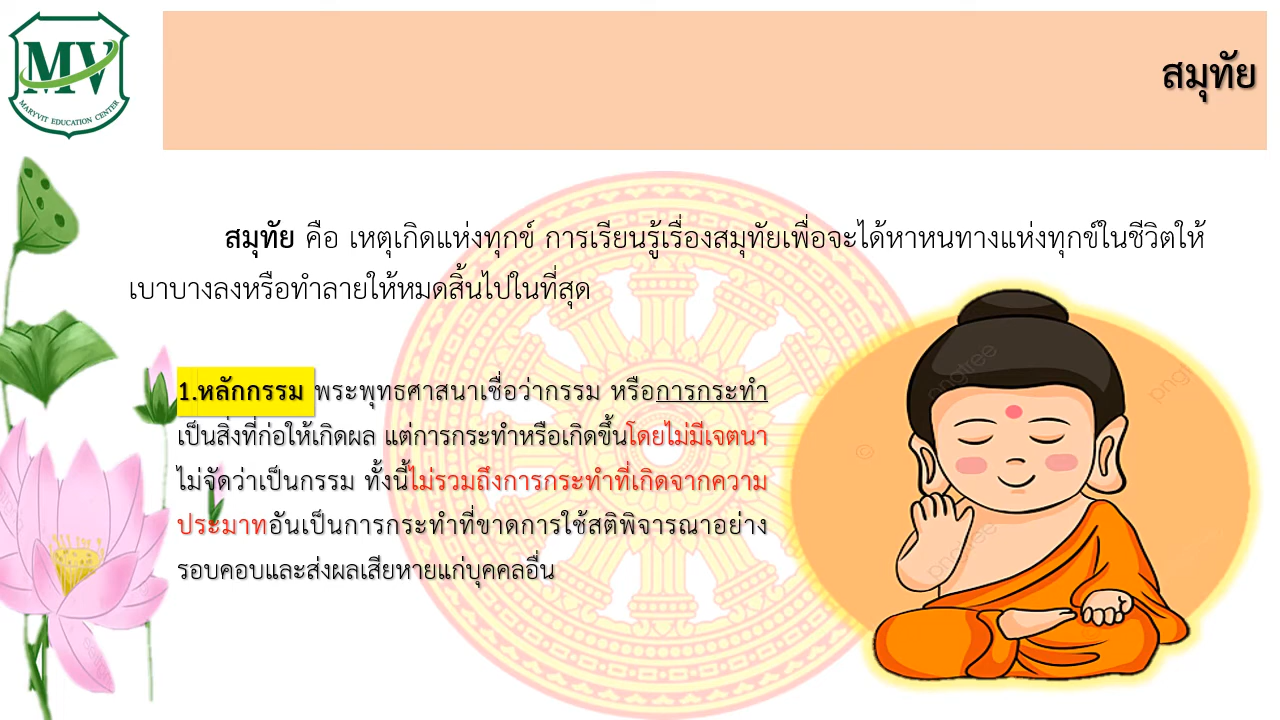 MV
MARYVIT EDUCATION CENTER
สมุทัย
สมุทัย คือ เหตุเกิดแห่งทุกข์ การเรียนรู้เรื่องสมุทัยเพื่อจะได้หาหนทางแห่งทุกข์ในชีวิตให้
เบาบางลงหรือทำลายให้หมดสิ้นไปในที่สุด
1.หลักกรรม พระพุทธศาสนาเชื่อว่ากรรม หรือการกระทำ
เป็นสิ่งที่ก่อให้เกิดผล แต่การกระทำหรือเกิดขึ้นโดยไม่มีเจตนา
ไม่จัดว่าเป็นกรรม ทั้งนี้ไม่รวมถึงการกระทำที่เกิดจากความ
ประมาทอันเป็นการกระทำที่ขาดการใช้สติพิจารณาอย่าง
รอบคอบและส่งผลเสียหายแก่บุคคลอื่น
pngtree
pngtree